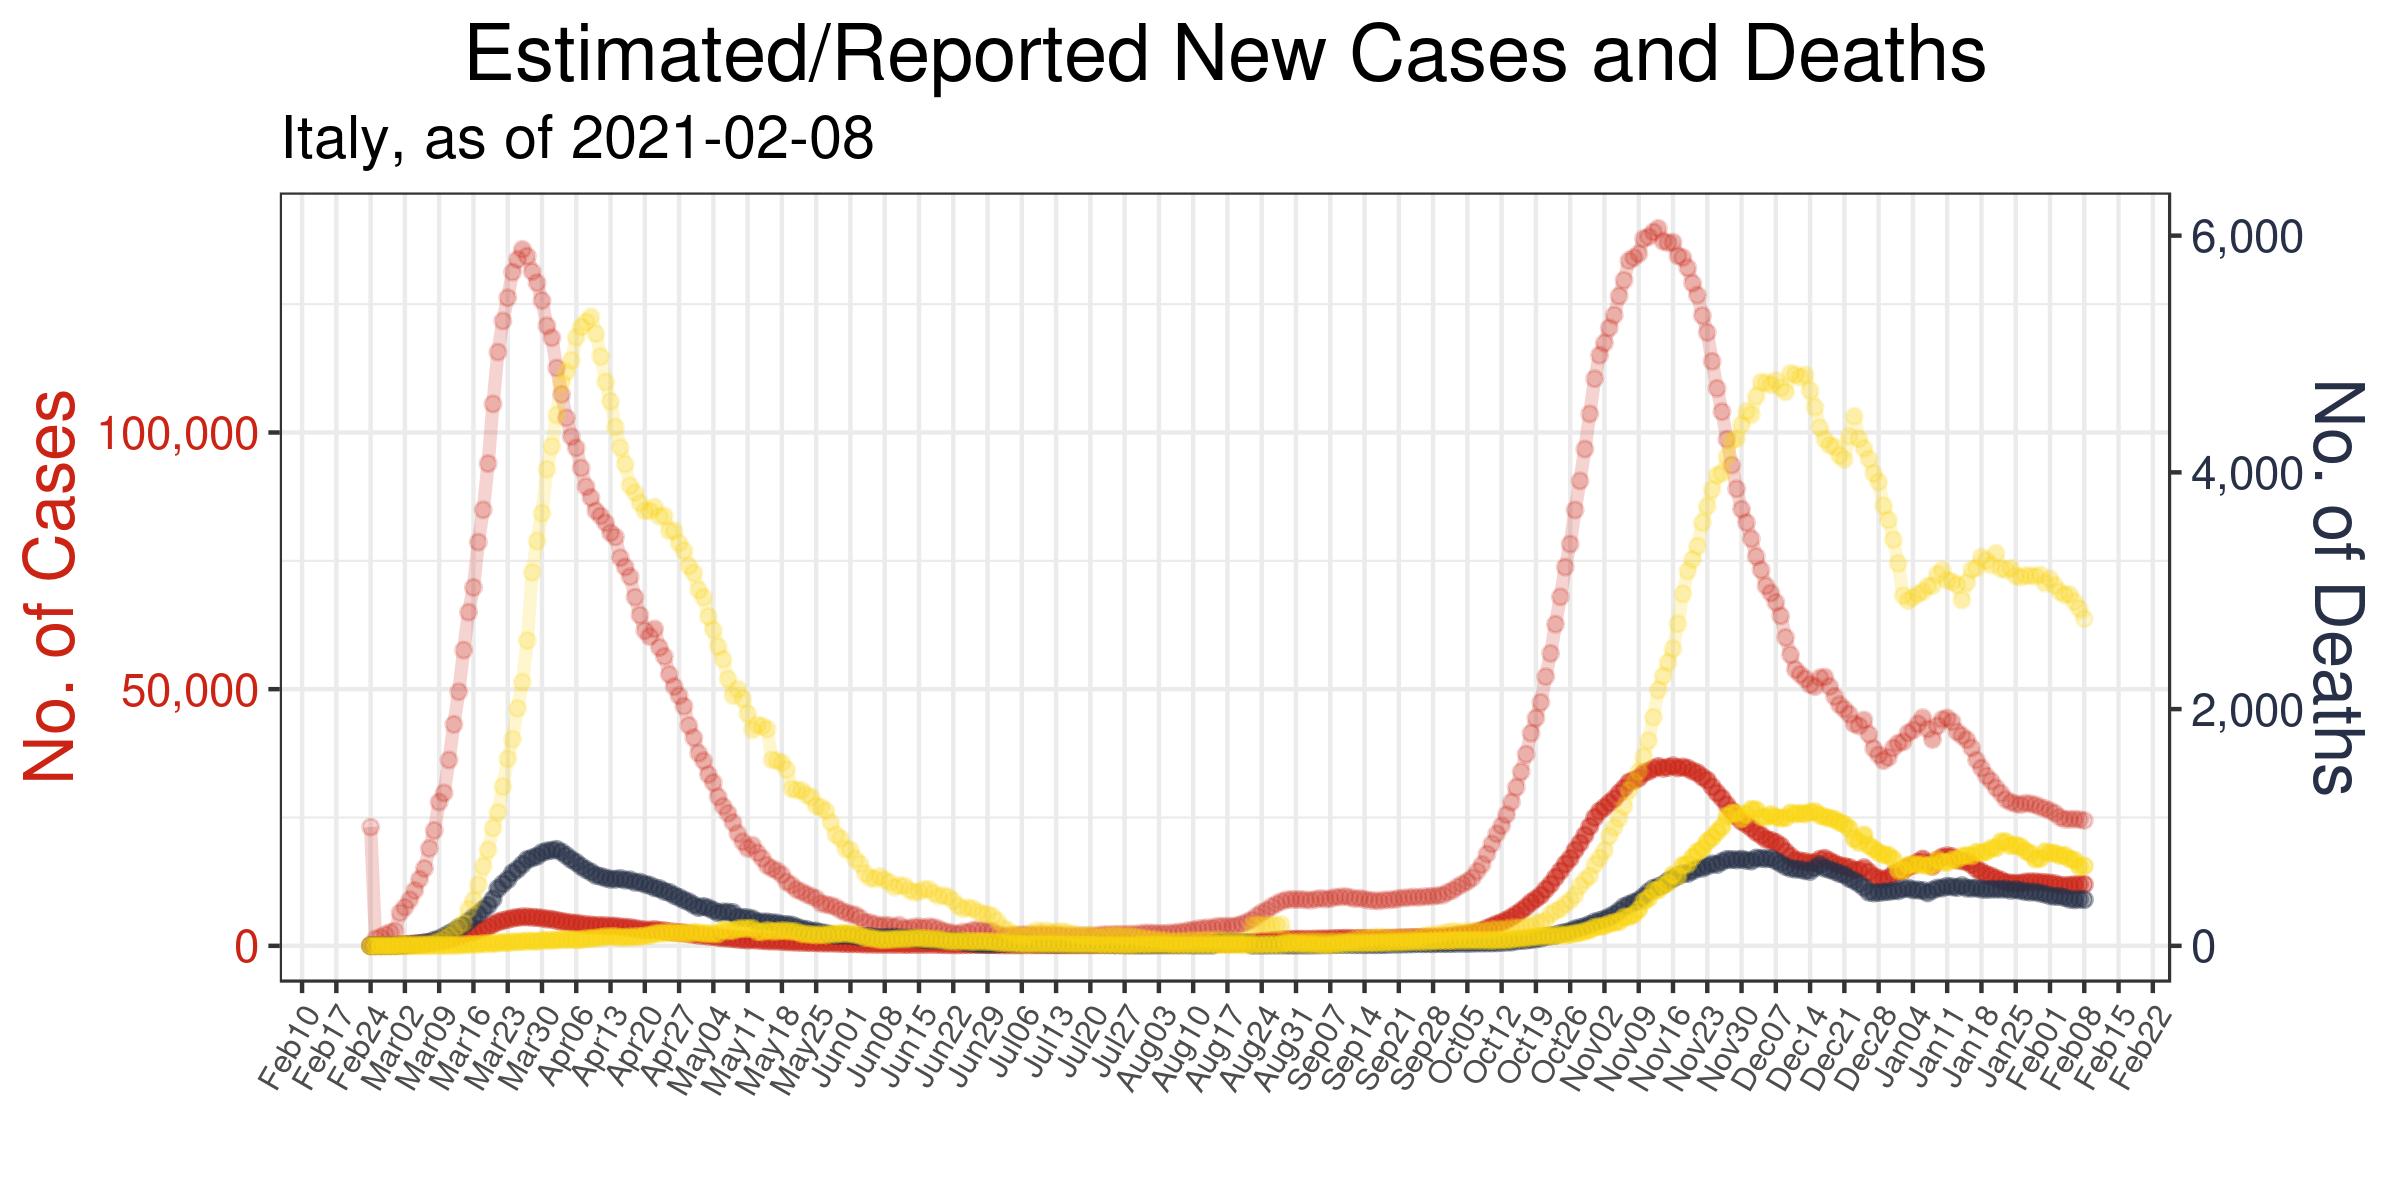 Estimated/Reported New Cases and Deaths
Italy, as of 2021-02-08
No. of Cases
100,000
50,000
0
6,000
4,000
2,000
0
No. of Deaths
Feb10
Feb17
Feb24
Mar02
Mar09
Mar16
Mar23
Mar30
Apr06
Apr13
Apr20
Apr27
May04
May11
May18
May25
Jun01
Jun08
Jun15
Jun22
Jun29
Jul06
Jul13
Jul20
Jul27
Aug03
Aug10
Aug17
Aug24
Aug31
Sep07
Sep14
Sep21
Sep28
Oct05
Oct12
Oct19
Oct26
Nov02
Nov09
Nov16
Nov23
Nov30
Dec07
Dec14
Dec21
Dec28
Jan04
Jan11
Jan18
Jan25
Feb01
Feb08
Feb15
Feb22